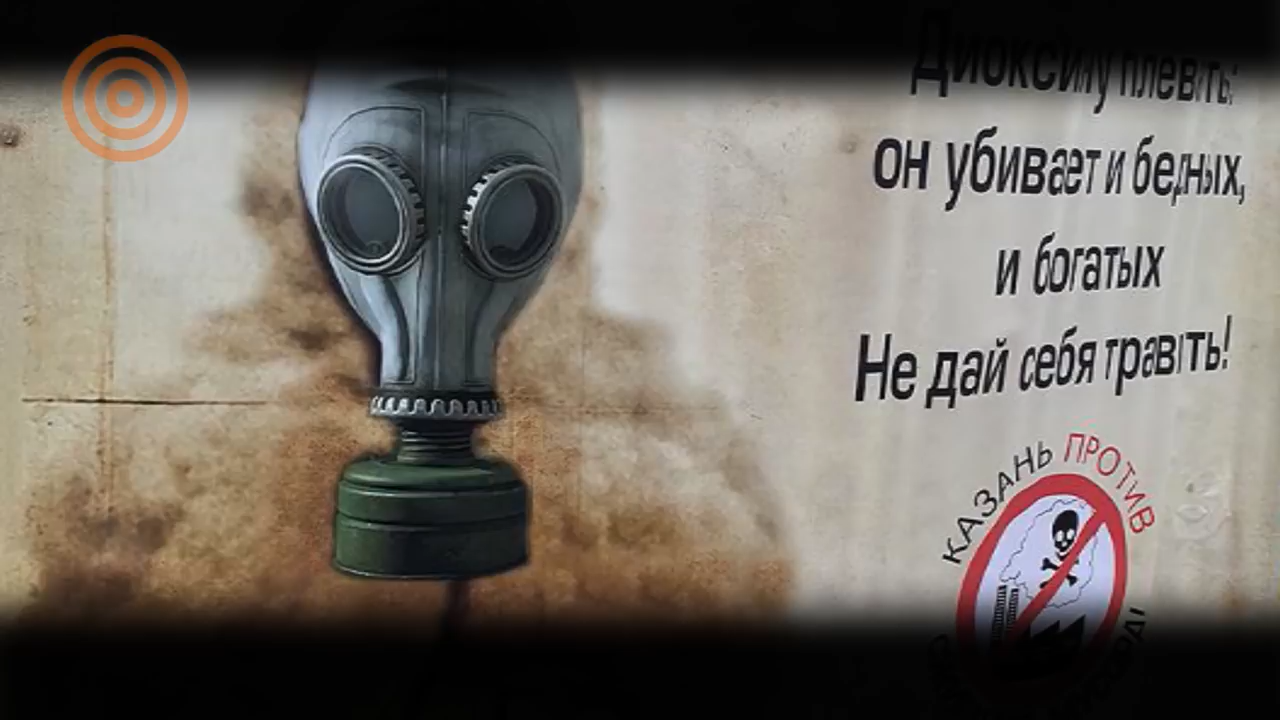 Диоксину плевать:
он убивает и бедных,
и богатых
Не дай себя травить!
КАЗАНЬ ПРОТИВ